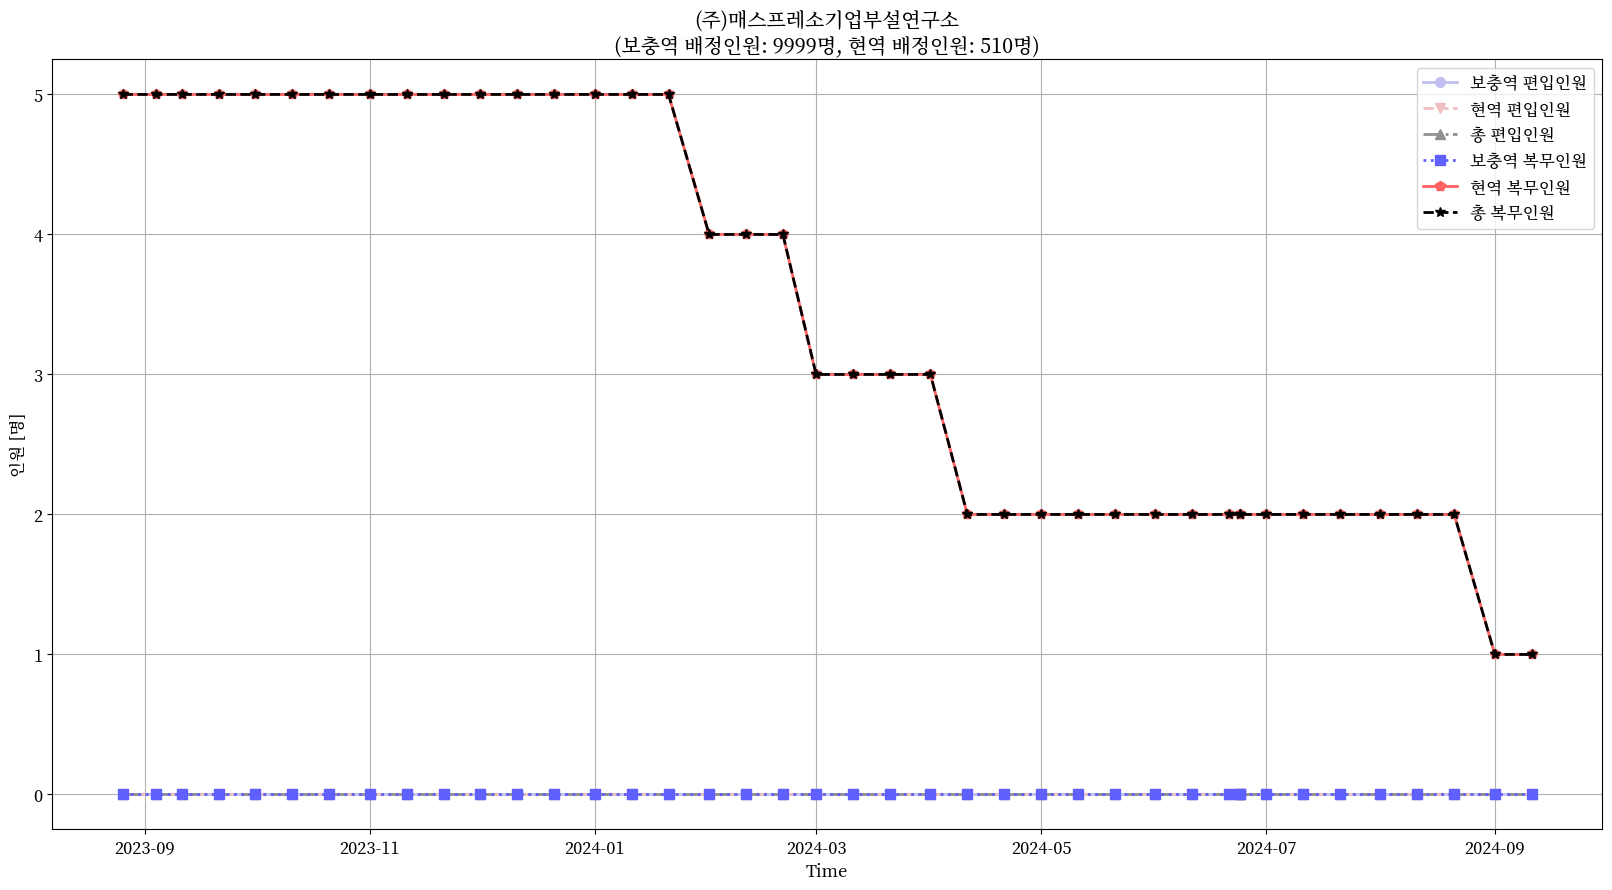 (주)매스프레소기업부설연구소
(보충역 배정인원: 9999명, 현역 배정인원: 510명)
보충역 편입인원
현역 편입인원
총 편입인원
보충역 복무인원
현역 복무인원
총 복무인원
인원 [명]
5
4
3
2
1
0
2023-09 2023-11 2024-01 2024-03 2024-05 2024-07 2024-09
Time